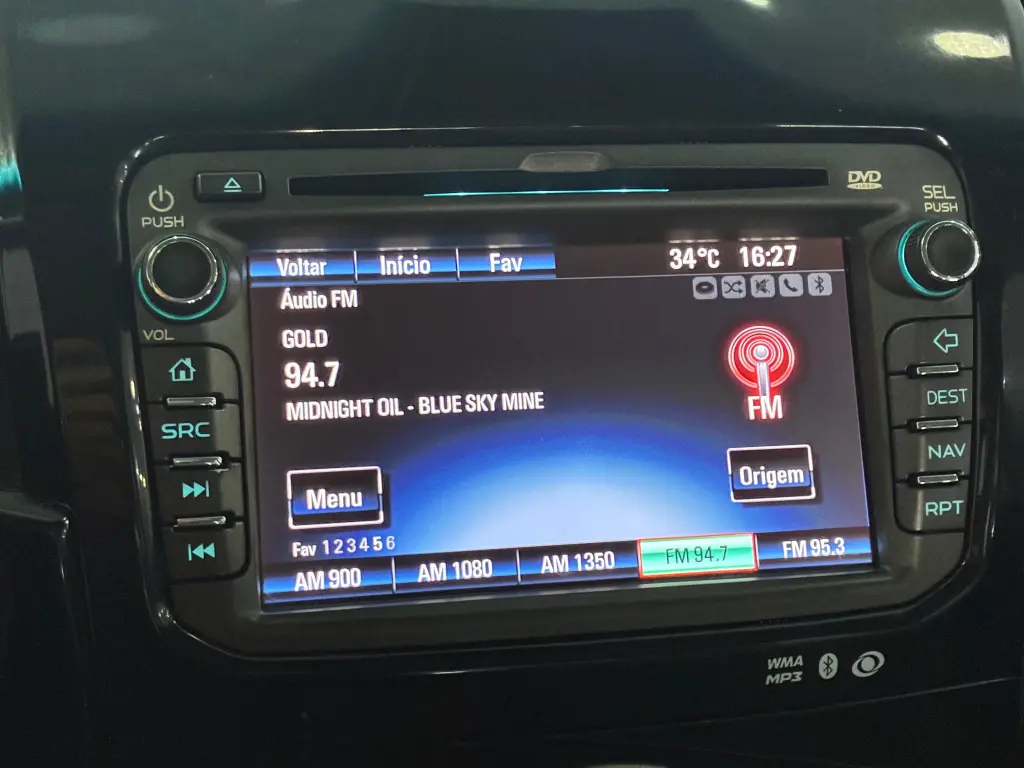 PUSH
DVD
VIDEO
SEL
PUSH
Voltar Início Fav 34°C 16:27
Áudio FM
GOLD
94.7
MIDNIGHT OIL - BLUE SKY MINE
FM
Menu Origem
Fav 1 2 3 4 5 6
AM 900 AM 1080 AM 1350 FM 94.7 FM 95.3
VOL
SRC
DEST
NAV
RPT
WMA
MP3